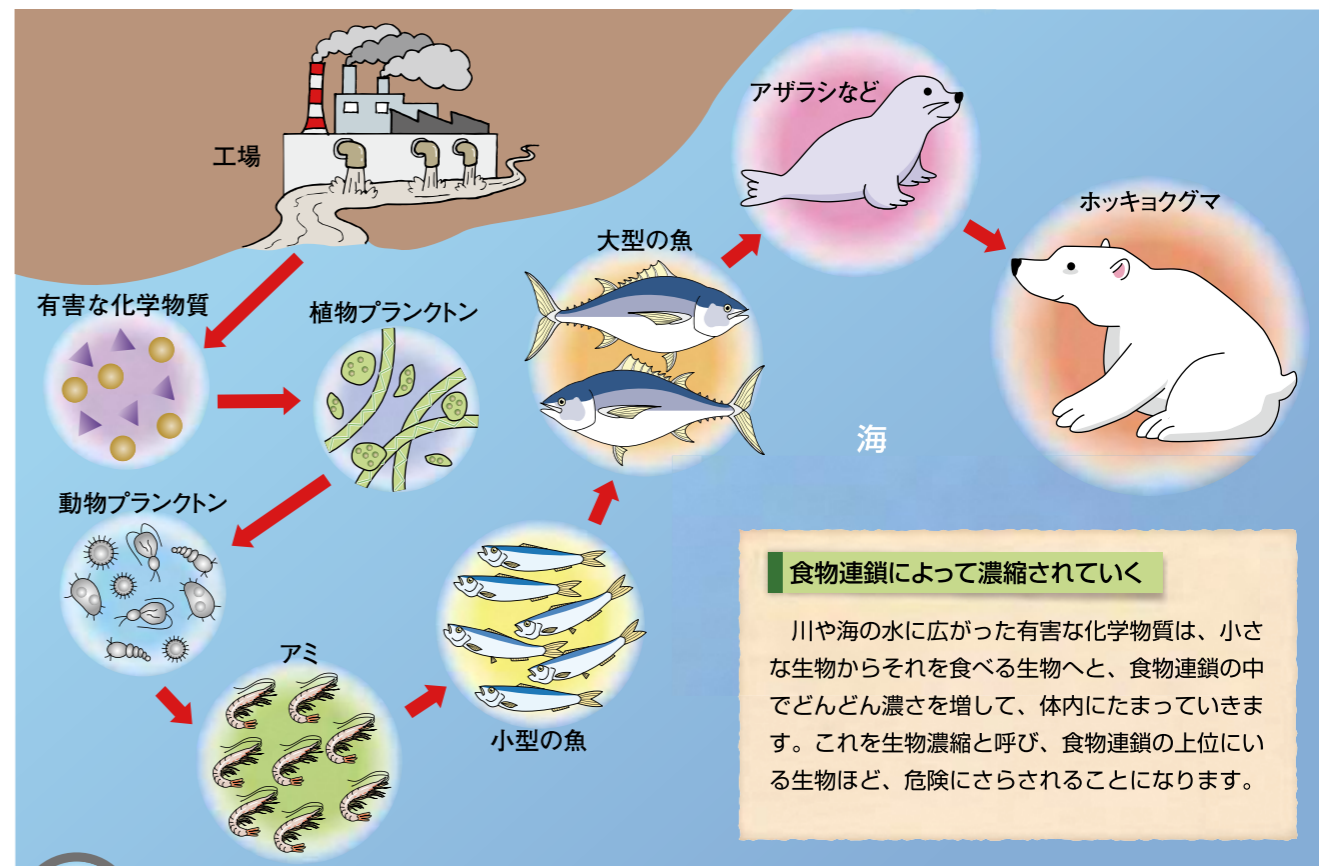 工場
有害な化学物質
植物プランクトン
動物プランクトン
アミ
小型の魚
大型の魚
アザラシなど
ホッキョクグマ
海
食物連鎖によって濃縮されていく
川や海の水に広がった有害な化学物質は、小さ
な生物からそれを食べる生物へと、食物連鎖の中
でどんどん濃さを増して、体内にたまっていきま
す。これを生物濃縮と呼び、食物連鎖の上位にい
る生物ほど、危険にさらされることになります。